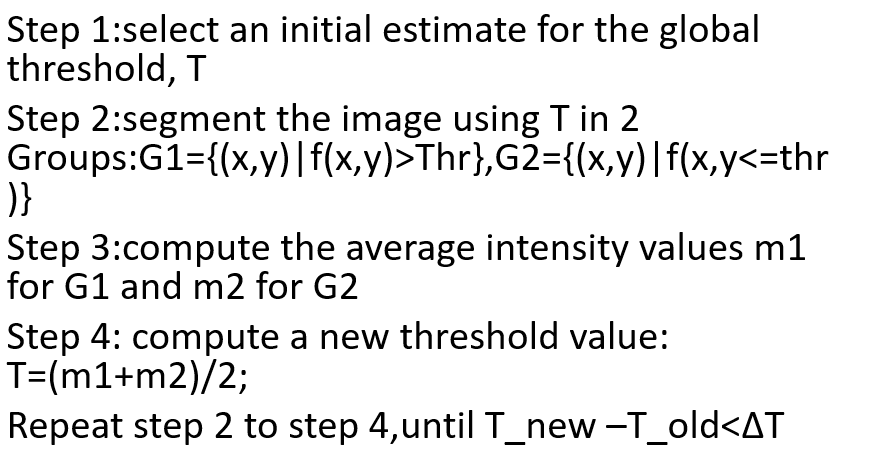 Step 1:select an initial estimate for the global
threshold, T
Step 2:segment the image using T in 2
Groups:G1={(x,y)|f(x,y)>Thr},G2={(x,y)|f(x,y<=thr
)}
Step 3:compute the average intensity values m1
for G1 and m2 for G2
Step 4: compute a new threshold value:
T=(m1+m2)/2;
Repeat step 2 to step 4,until T_new –T_old<ΔT